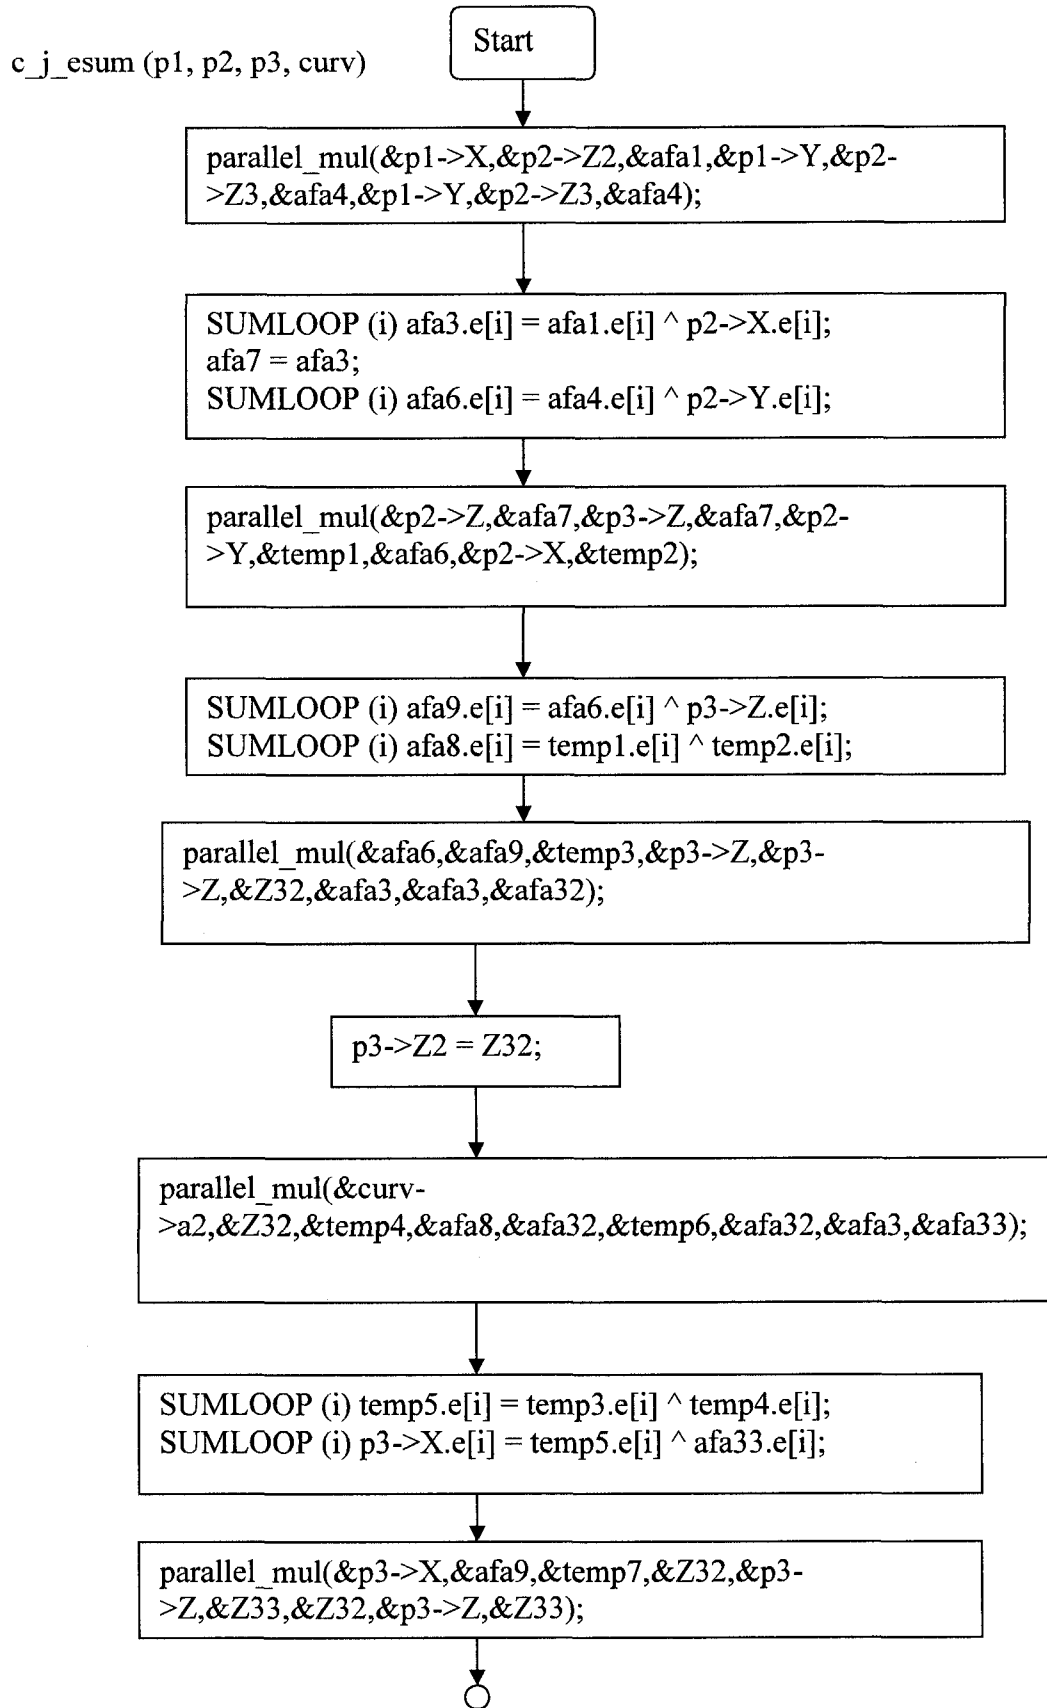 Start
c_j_esum (p1, p2, p3, curv)
parallel_mul(&p1->X,&p2->Z2,&afa1,&p1->Y,&p2-
>Z3,&afa4,&p1->Y,&p2->Z3,&afa4);
SUMLOOP (i) afa3.e[i] = afa1.e[i] ^ p2->X.e[i];
afa7 = afa3;
SUMLOOP (i) afa6.e[i] = afa4.e[i] ^ p2->Y.e[i];
parallel_mul(&p2->Z,&afa7,&p3->Z,&afa7,&p2-
>Y,&temp1,&afa6,&p2->X,&temp2);
SUMLOOP (i) afa9.e[i] = afa6.e[i] ^ p3->Z.e[i];
SUMLOOP (i) afa8.e[i] = temp1.e[i] ^ temp2.e[i];
parallel_mul(&afa6,&afa9,&temp3,&p3->Z,&p3-
>Z,&Z32,&afa3,&afa3,&afa32);
p3->Z2 = Z32;
parallel_mul(&curv-
>a2,&Z32,&temp4,&afa8,&afa32,&temp6,&afa32,&afa3,&afa33);
SUMLOOP (i) temp5.e[i] = temp3.e[i] ^ temp4.e[i];
SUMLOOP (i) p3->X.e[i] = temp5.e[i] ^ afa33.e[i];
parallel_mul(&p3->X,&afa9,&temp7,&Z32,&p3-
>Z,&Z33,&Z32,&p3->Z,&Z33);